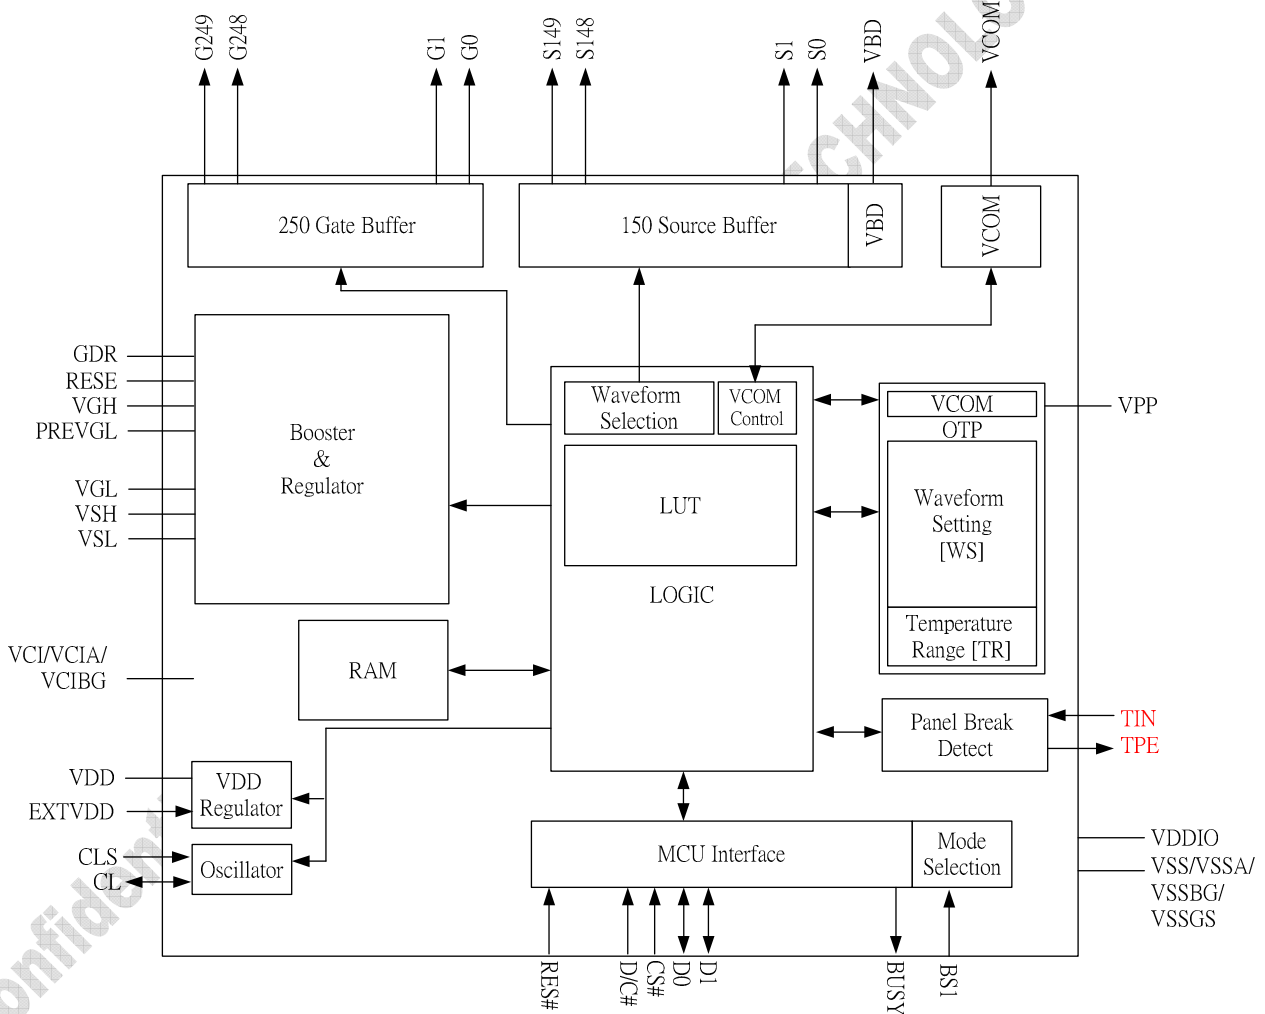 G249
G248
G1
G0
S149
S148
S1
S0
VBD
VCOM
250 Gate Buffer
150 Source Buffer
VBD
VCOM
GDR
RESE
VGH
PREVGL
VGL
VSH
VSL
Booster
&
Regulator
Waveform
Selection
VCOM
Control
LUT
LOGIC
VCOM
OTP
Waveform
Setting
[WS]
Temperature
Range [TR]
VPP
VCI/VCIA/
VCIBG
RAM
Panel Break
Detect
TIN
TPE
VDD
EXTVDD
VDD
Regulator
CLS
CL
Oscillator
MCU Interface
Mode
Selection
VDDIO
VSS/VSSA/
VSSBG/
VSSGS
RES#
D/C#
CS#
D0
D1
BUSY
BS1